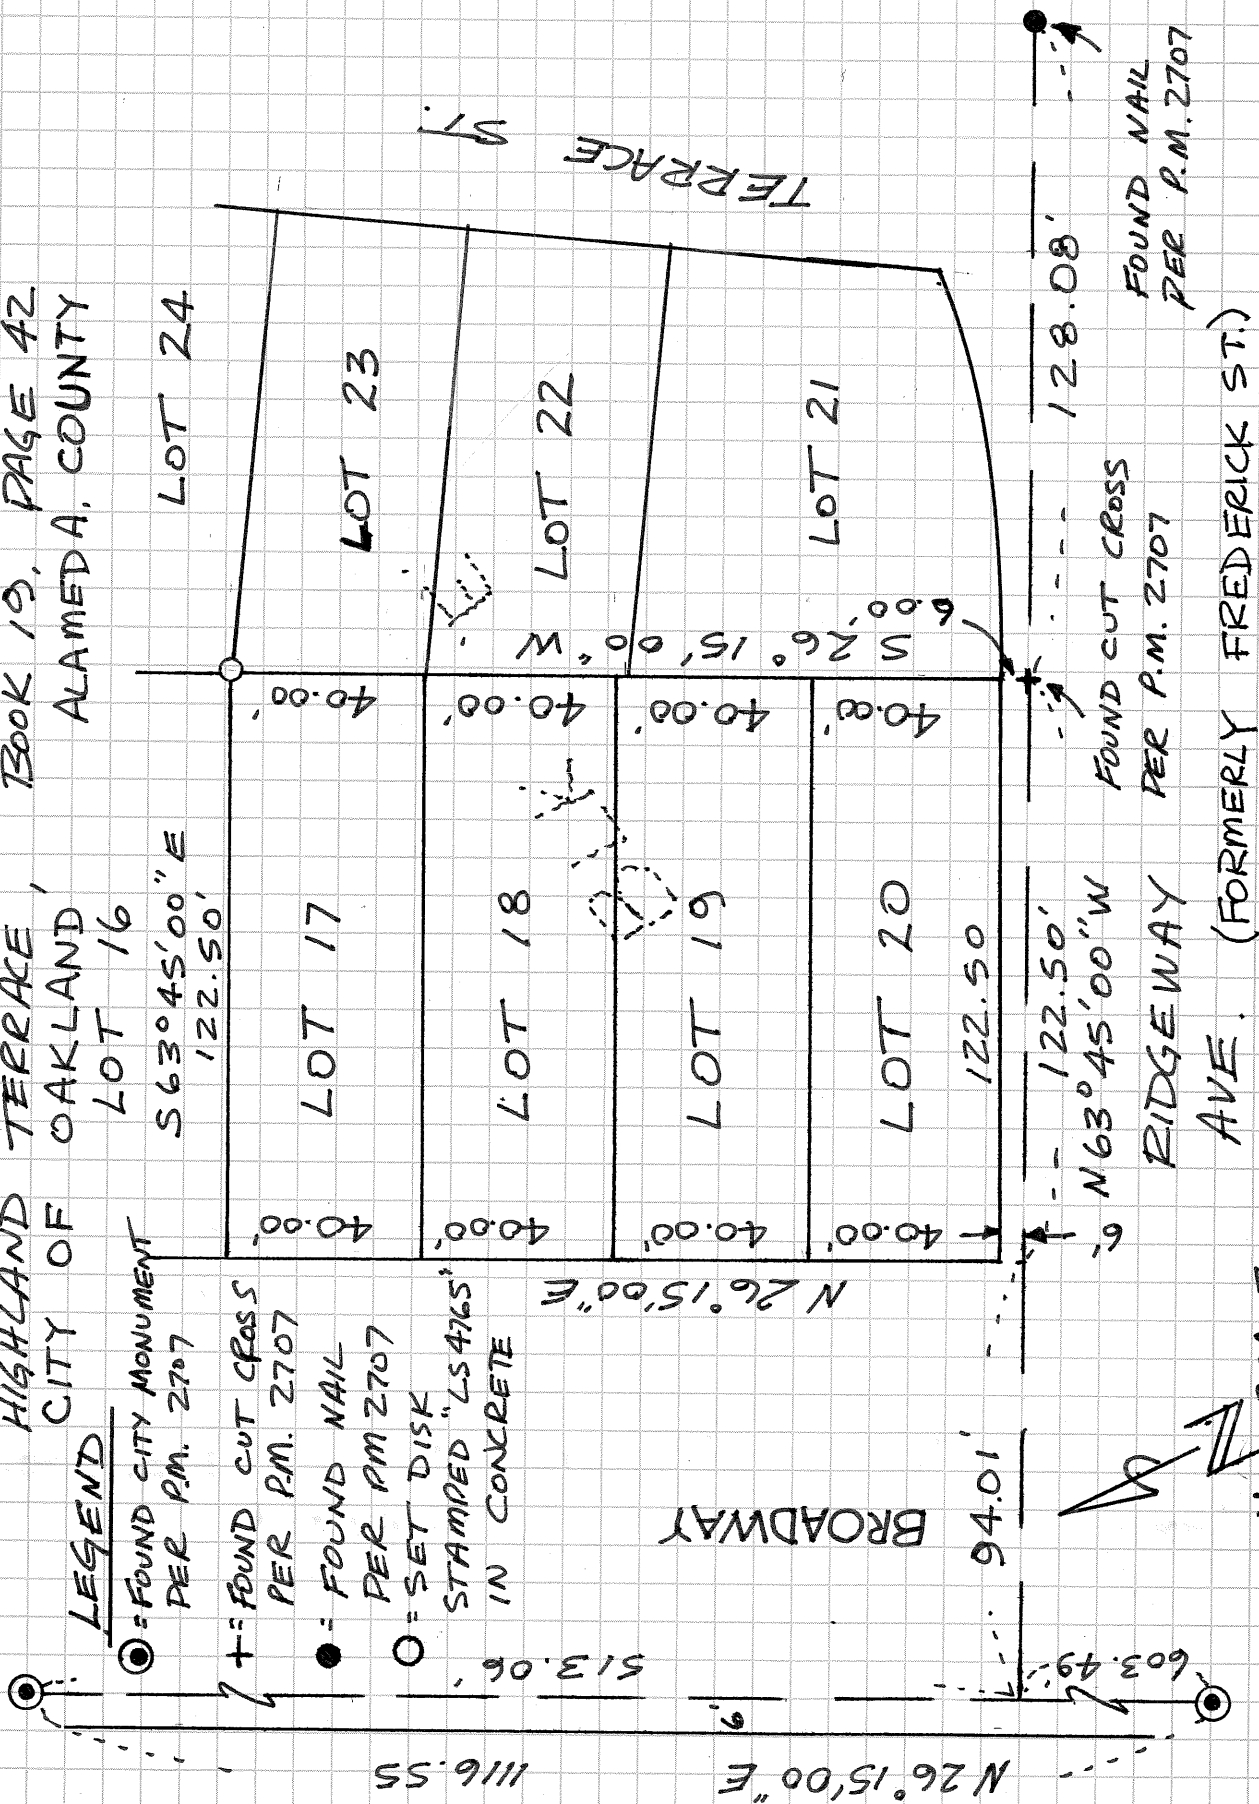 HIGHLAND TERRACE, BOOK 19, PAGE 42
CITY OF OAKLAND, ALAMEDA. COUNTY
LEGEND
= FOUND CITY MONUMENT
PER P.M. 2707
+ = FOUND CUT CROSS
PER P.M. 2707
= FOUND NAIL
PER PM 2707
= SET DISK
STAMPED "LS 4765"
IN CONCRETE
LOT 16
LOT 24
S 63° 45' 00" E
122.50'
LOT 17
40.00'
40.00'
LOT 23
LOT 18
40.00'
40.00'
LOT 22
LOT 19
40.00'
40.00'
LOT 21
LOT 20
40.00'
40.00'
122.50
N 26° 15' 00" E
S 26° 15' 00" W
6.00'
6'
TERRACE ST.
BROADWAY
94.01'
122.50'
N 63° 45' 00" W
128.08'
FOUND CUT CROSS
PER P.M. 2707
FOUND NAIL
PER P.M. 2707
RIDGEWAY
AVE. (FORMERLY FREDERICK ST.)
513.06'
603.49
6'
1116.55
N 26° 15' 00" E